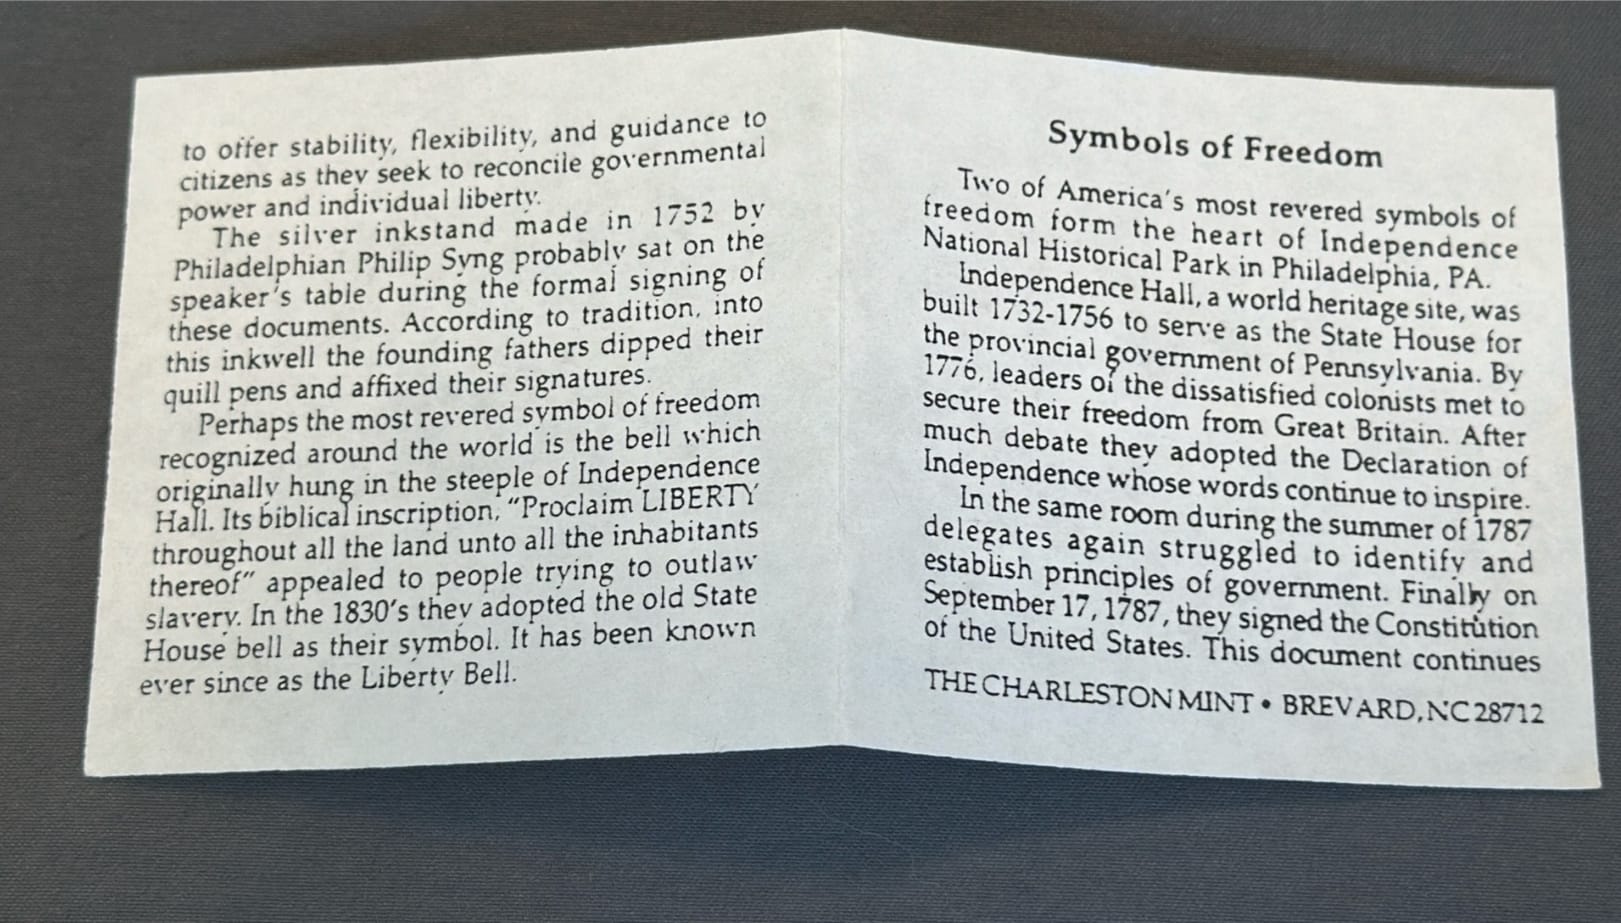 Symbols of Freedom
Two of America's most revered symbols of
freedom form the heart of Independence
National Historical Park in Philadelphia, PA.
Independence Hall, a world heritage site, was
built 1732-1756 to serve as the State House for
the provincial government of Pennsylvania. By
1776, leaders of the dissatisfied colonists met to
secure their freedom from Great Britain. After
much debate they adopted the Declaration of
Independence whose words continue to inspire.
In the same room during the summer of 1787
delegates again struggled to identify and
establish principles of government. Finally on
September 17, 1787, they signed the Constitution
of the United States. This document continues
THE CHARLESTON MINT • BREVARD, NC 28712
to offer stability, flexibility, and guidance to
citizens as they seek to reconcile governmental
power and individual liberty.
The silver inkstand made in 1752 by
Philadelphian Philip Syng probably sat on the
speaker's table during the formal signing of
these documents. According to tradition, into
this inkwell the founding fathers dipped their
quill pens and affixed their signatures.
Perhaps the most revered symbol of freedom
recognized around the world is the bell which
originally hung in the steeple of Independence
Hall. Its biblical inscription, "Proclaim LIBERTY
throughout all the land unto all the inhabitants
thereof" appealed to people trying to outlaw
slavery. In the 1830's they adopted the old State
House bell as their symbol. It has been known
ever since as the Liberty Bell.